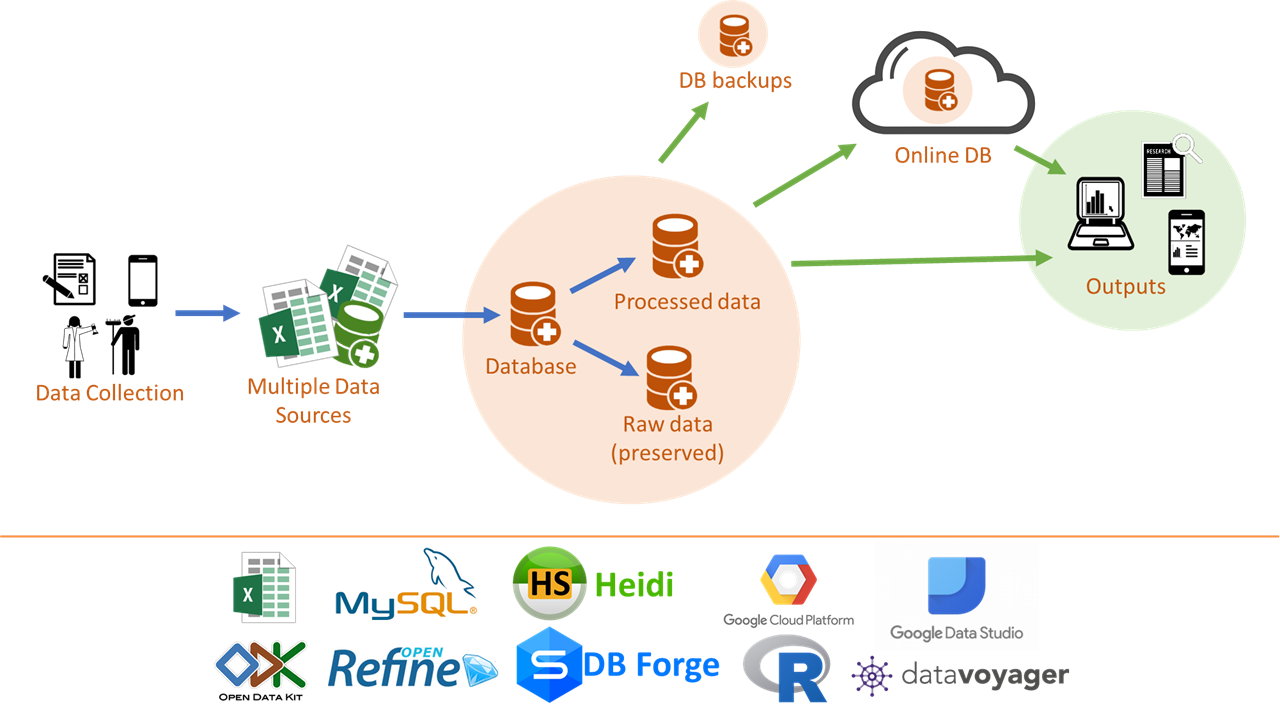 DB backups
Online DB
RESEARCH
Outputs
Processed data
Database
Raw data
(preserved)
Data Collection
Multiple Data
Sources
X
X
X
MySQL®
HS Heidi
Google Cloud Platform
Google Data Studio
OPEN DATA KIT
OPEN
Refine
S DB Forge
R
datavoyager